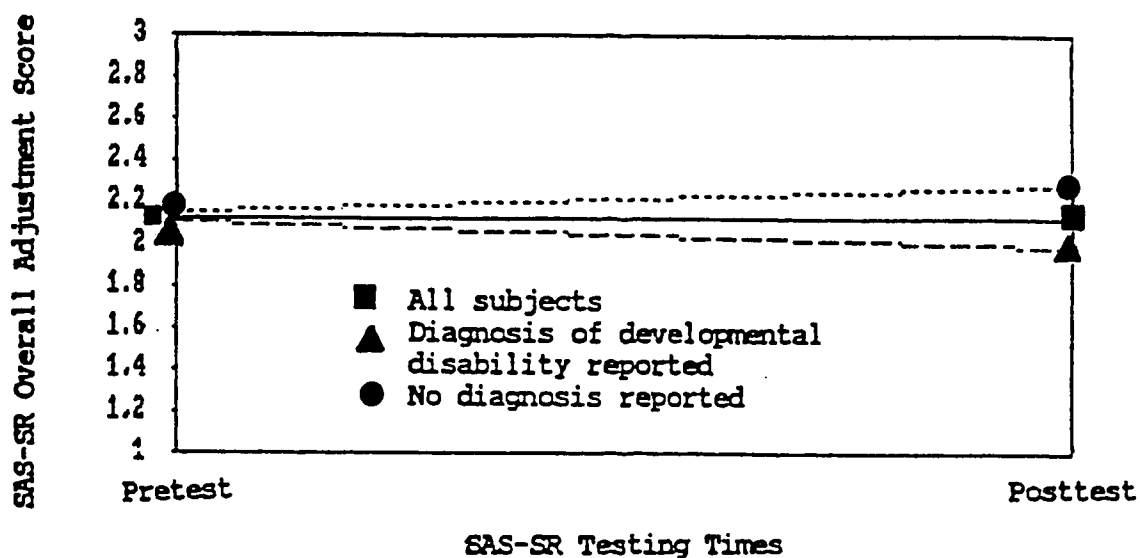 SAS-SR Overall Adjustment Score
3
2.8
2.6
2.4
2.2
2
1.8
1.6
1.4
1.2
1
All subjects
Diagnosis of developmental
disability reported
No diagnosis reported
Pretest
Posttest
SAS-SR Testing Times